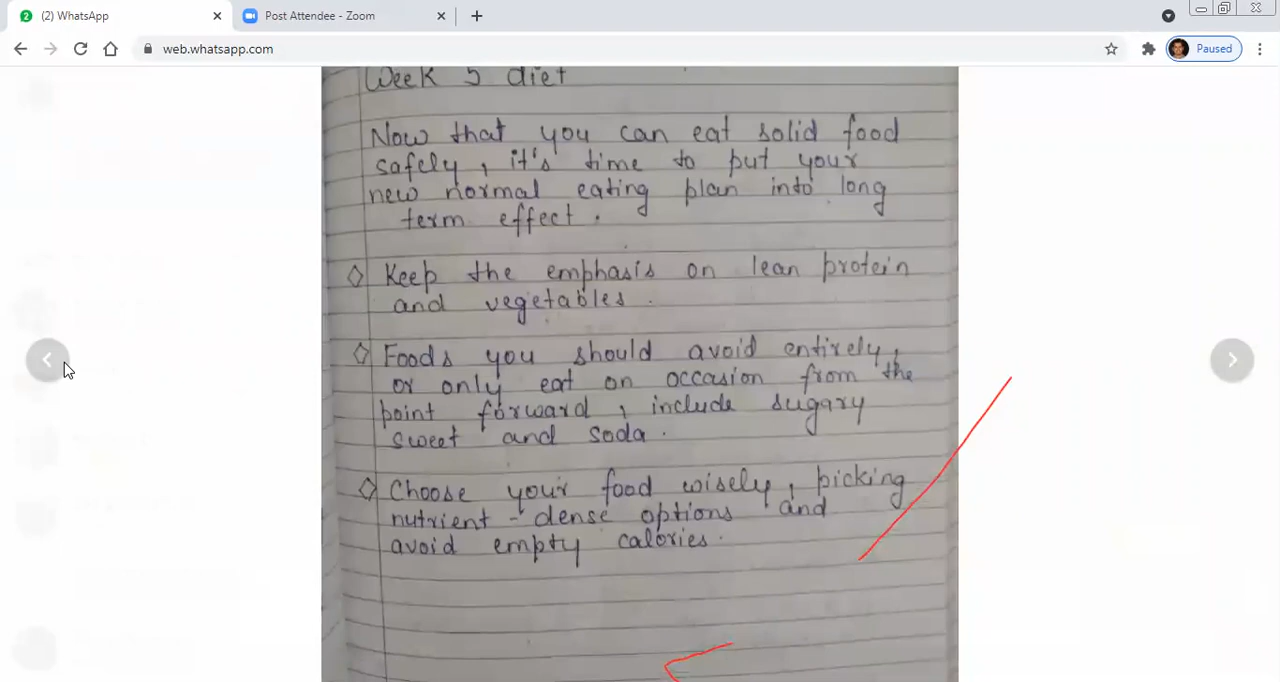 (2) WhatsApp
Post Attendee - Zoom
web.whatsapp.com
Paused
Week 5 diet
Now that you can eat solid food
safely, it's time to put your
new normal eating plan into long
term effect.
Keep the emphasis on lean protein
and vegetables.
Foods you should avoid entirely,
or only eat on occasion from the
point forward, include sugary
sweet and soda.
Choose your food wisely, picking
nutrient-dense options and
avoid empty calories.